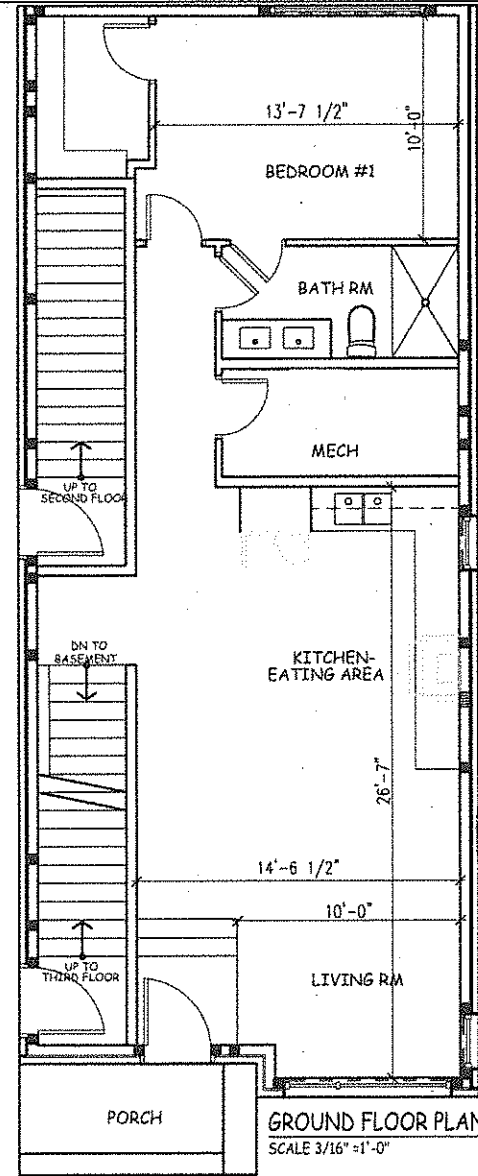 13'-7 1/2"
10'-0"
BEDROOM #1
BATH RM
MECH
UP TO
SECOND FLOOR
DN TO
BASEMENT
KITCHEN-
EATING AREA
26'-7"
14'-6 1/2"
10'-0"
UP TO
THIRD FLOOR
LIVING RM
PORCH
GROUND FLOOR PLAN
SCALE 3/16" =1'-0"